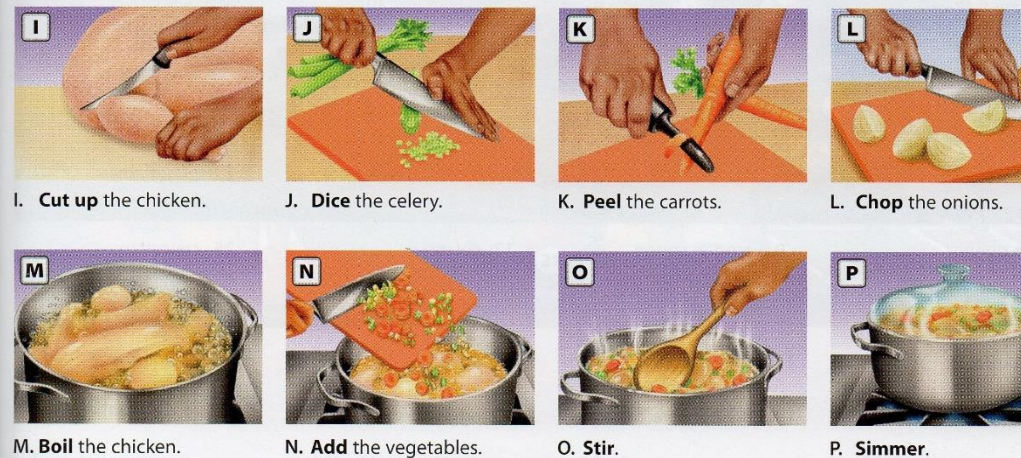 I
J
K
L
I. Cut up the chicken.
J. Dice the celery.
K. Peel the carrots.
L. Chop the onions.
M
N
O
P
M. Boil the chicken.
N. Add the vegetables.
O. Stir.
P. Simmer.